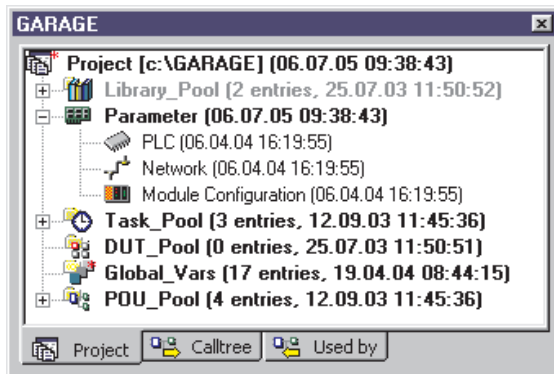 GARAGE
Project [c:\GARAGE] (06.07.05 09:38:43)
Library_Pool (2 entries, 25.07.03 11:50:52)
Parameter (06.07.05 09:38:43)
PLC (06.04.04 16:19:55)
Network (06.04.04 16:19:55)
Module Configuration (06.04.04 16:19:55)
Task_Pool (3 entries, 12.09.03 11:45:36)
DUT_Pool (0 entries, 25.07.03 11:50:51)
Global_Vars (17 entries, 19.04.04 08:44:15)
POU_Pool (4 entries, 12.09.03 11:45:36)
Project Calltree Used by